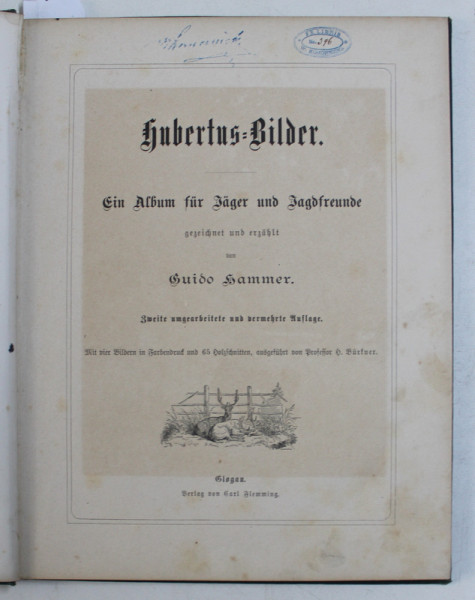 396
Hubertus=Bilder.
Ein Album für Jäger und Jagdfreunde
gezeichnet und erzählt
von
Guido Hammer.
Zweite umgearbeitete und vermehrte Auflage.
Mit vier Bildern in Farbendruck und 65 Holzschnitten, ausgeführt von Professor H. Bürkner.
Glogau.
Verlag von Carl Flemming.